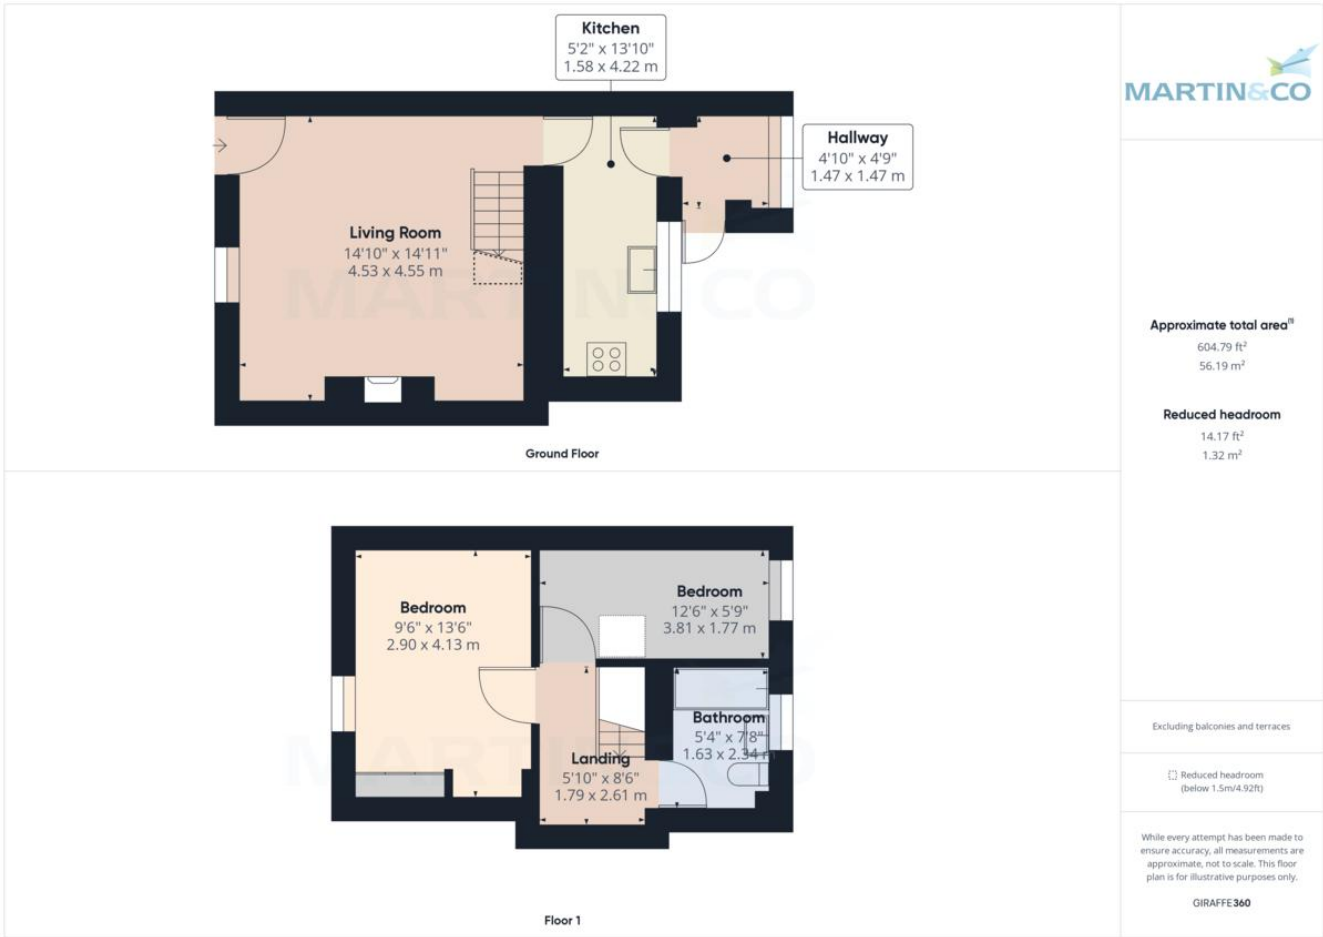 Kitchen
5'2" x 13'10"
1.58 x 4.22 m
Hallway
4'10" x 4'9"
1.47 x 1.47 m
Living Room
14'10" x 14'11"
4.53 x 4.55 m
MARTIN&CO
Ground Floor
Bedroom
9'6" x 13'6"
2.90 x 4.13 m
Bedroom
12'6" x 5'9"
3.81 x 1.77 m
Bathroom
5'4" x 7'8"
1.63 x 2.34 m
Landing
5'10" x 8'6"
1.79 x 2.61 m
MARTIN&CO
Floor 1
MARTIN&CO
Approximate total area⁽¹⁾
604.79 ft²
56.19 m²
Reduced headroom
14.17 ft²
1.32 m²
Excluding balconies and terraces
Reduced headroom
(below 1.5m/4.92ft)
While every attempt has been made to
ensure accuracy, all measurements are
approximate, not to scale. This floor
plan is for illustrative purposes only.
GIRAFFE360